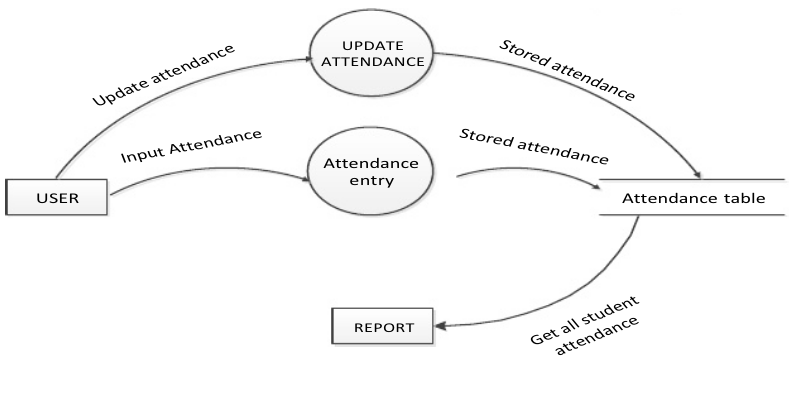 UPDATE
ATTENDANCE
Update attendance
Stored attendance
Input Attendance
Attendance
entry
Stored attendance
USER
Attendance table
REPORT
Get all student
attendance